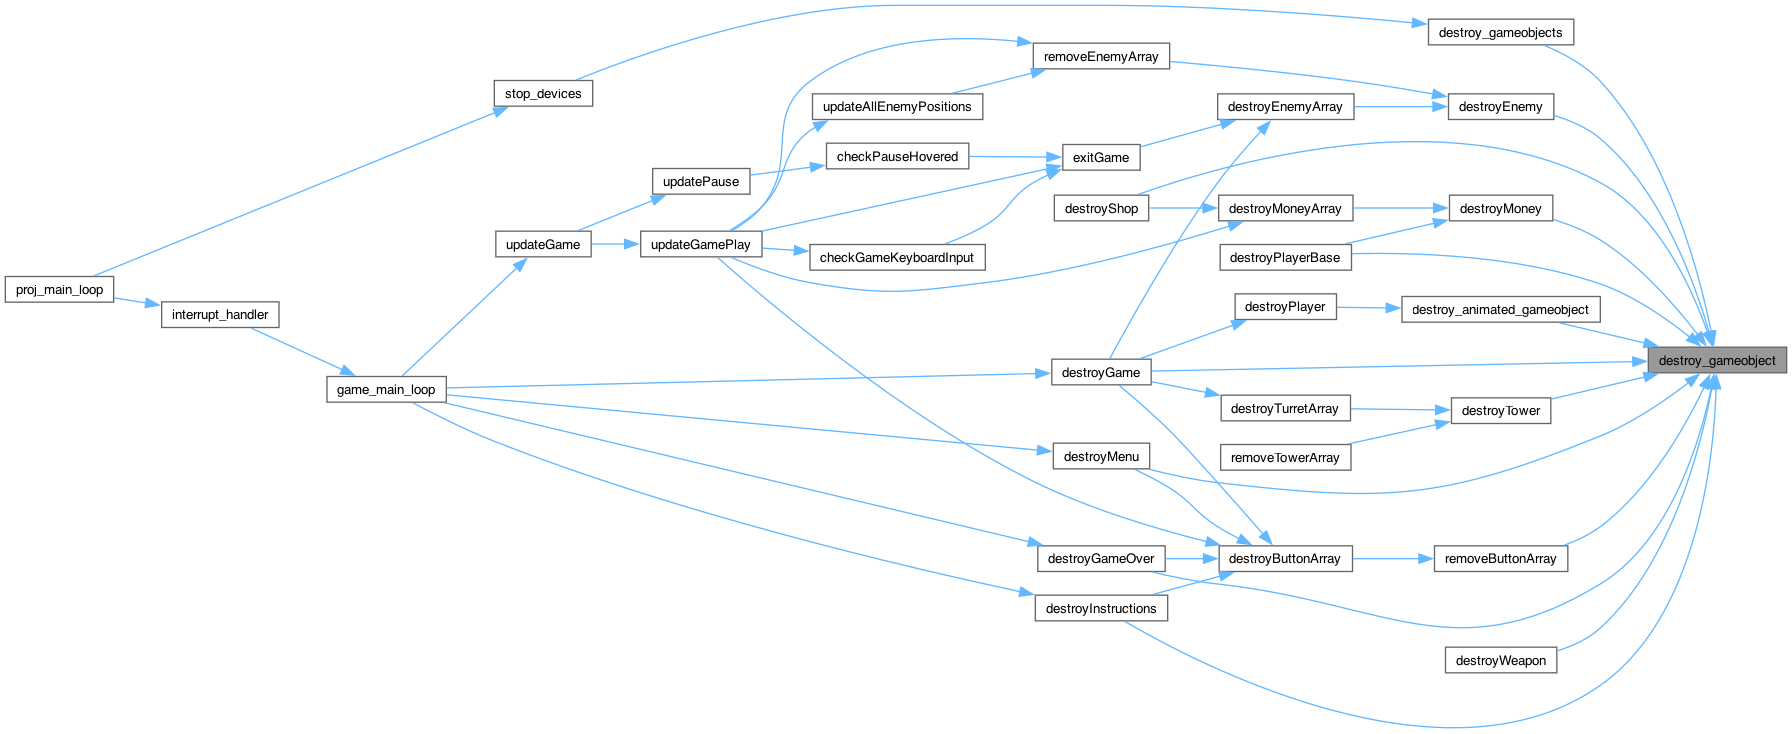 destroy_gameobjects
removeEnemyArray
stop_devices
updateAllEnemyPositions
destroyEnemyArray
destroyEnemy
checkPauseHovered
exitGame
updatePause
destroyShop
destroyMoneyArray
destroyMoney
updateGame
updateGamePlay
checkGameKeyboardInput
destroyPlayerBase
proj_main_loop
interrupt_handler
destroyPlayer
destroy_animated_gameobject
destroy_gameobject
destroyGame
game_main_loop
destroyTurretArray
destroyTower
destroyMenu
removeTowerArray
destroyGameOver
destroyButtonArray
removeButtonArray
destroyInstructions
destroyWeapon